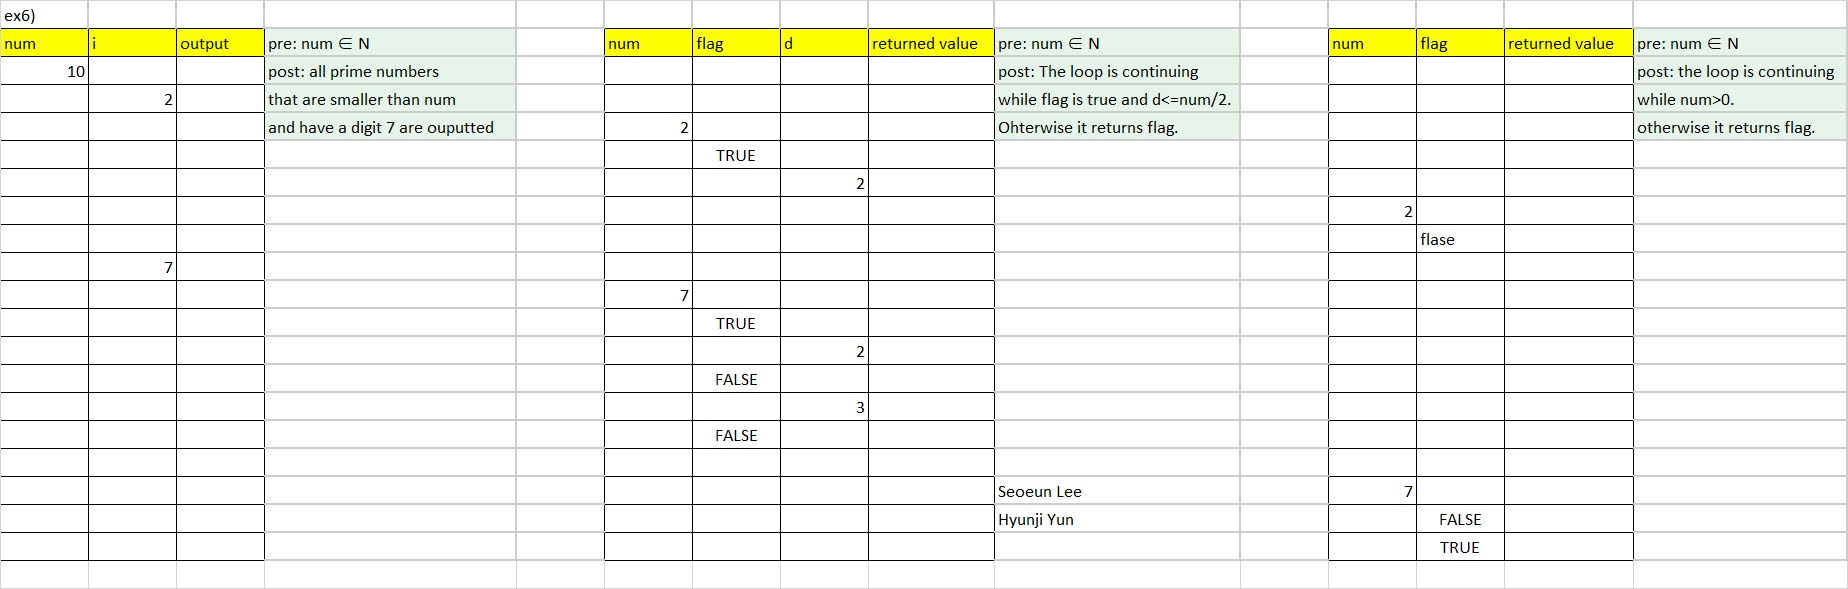 ex6)
num i output pre: num ∈ N num flag d returned value pre: num ∈ N num flag returned value pre: num ∈ N
10 post: all prime numbers post: The loop is continuing post: the loop is continuing
2 that are smaller than num while flag is true and d<=num/2. while num>0.
and have a digit 7 are ouputted 2 Ohterwise it returns flag. otherwise it returns flag.
TRUE
2
2
flase
7
7
TRUE
2
FALSE
3
FALSE
Seoeun Lee 7
Hyunji Yun FALSE
TRUE